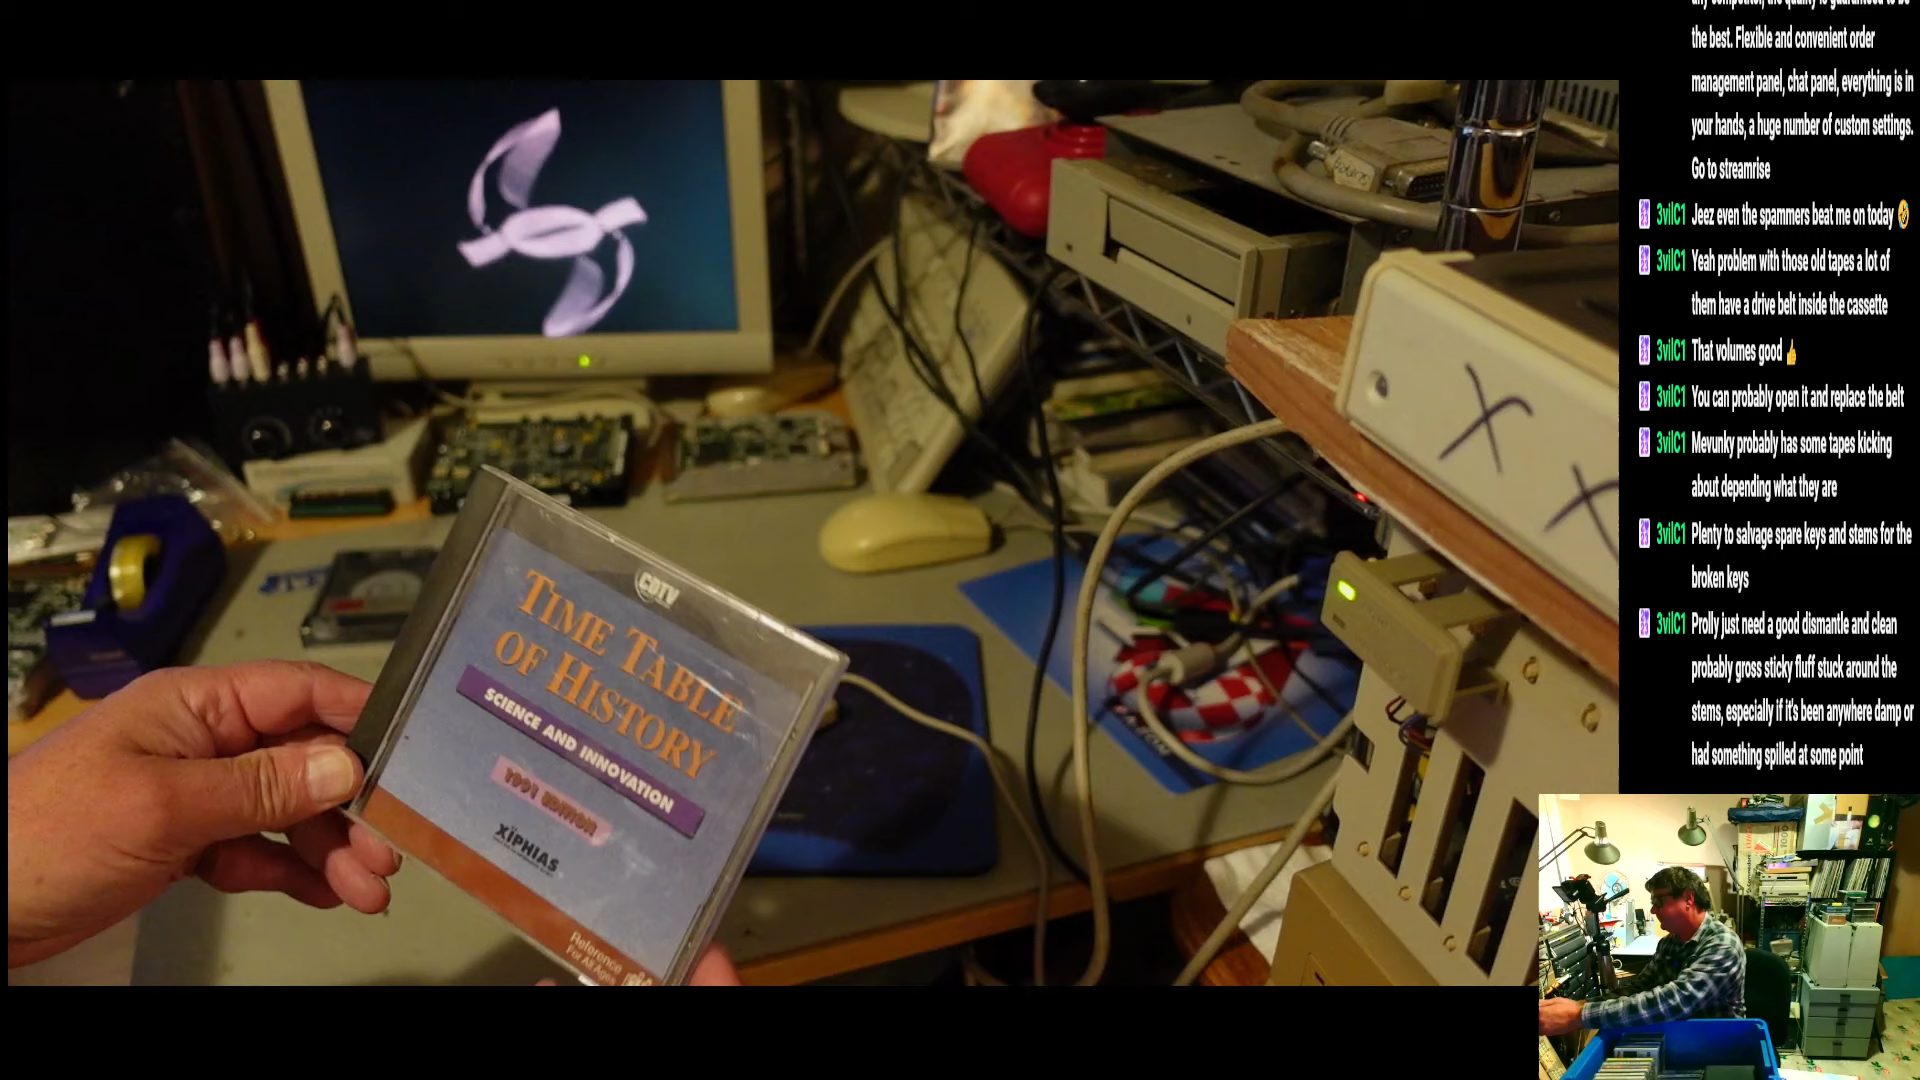 the best. Flexible and convenient order
management panel, chat panel, everything is in
your hands, a huge number of custom settings.
Go to streamrise
3vilC1 Jeez even the spammers beat me on today 🤣
3vilC1 Yeah problem with those old tapes a lot of
them have a drive belt inside the cassette
3vilC1 That volumes good 👍
3vilC1 You can probably open it and replace the belt
3vilC1 Mevunky probably has some tapes kicking
about depending what they are
3vilC1 Plenty to salvage spare keys and stems for the
broken keys
3vilC1 Prolly just need a good dismantle and clean
probably gross sticky fluff stuck around the
stems, especially if it's been anywhere damp or
had something spilled at some point
CDTV
TIME TABLE
OF HISTORY
SCIENCE AND INNOVATION
1991 EDITION
XIPHIAS
Reference
For All Ages
X X